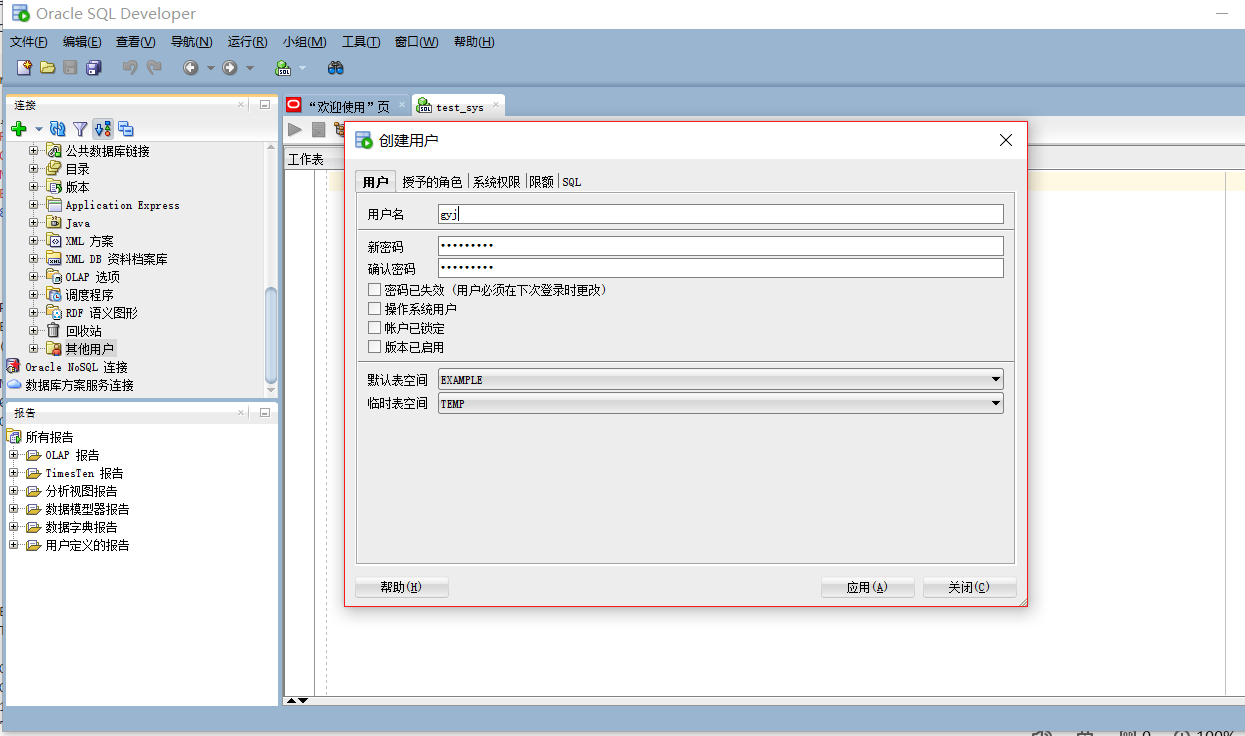 Oracle SQL Developer
文件(F) 编辑(E) 查看(V) 导航(N) 运行(R) 小组(M) 工具(T) 窗口(W) 帮助(H)
连接
公共数据库链接
目录
版本
Application Express
Java
XML 方案
XML DB 资料档案库
OLAP 选项
调度程序
RDF 语义图形
回收站
其他用户
Oracle NoSQL 连接
数据库方案服务连接
报告
所有报告
OLAP 报告
TimesTen 报告
分析视图报告
数据模型器报告
数据字典报告
用户定义的报告
“欢迎使用”页 test_sys
工作表
创建用户
用户 授予的角色 系统权限 限额 SQL
用户名 gyj
新密码 •••••••••
确认密码 •••••••••
密码已失效 (用户必须在下次登录时更改)
操作系统用户
帐户已锁定
版本已启用
默认表空间 EXAMPLE
临时表空间 TEMP
帮助(H) 应用(A) 关闭(C)